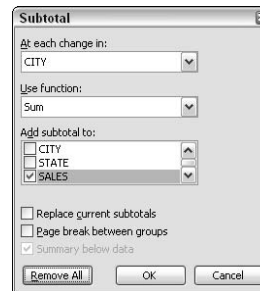 Subtotal
At each change in:
CITY
Use function:
Sum
Add subtotal to:
CITY
STATE
SALES
Replace current subtotals
Page break between groups
Summary below data
Remove All OK Cancel